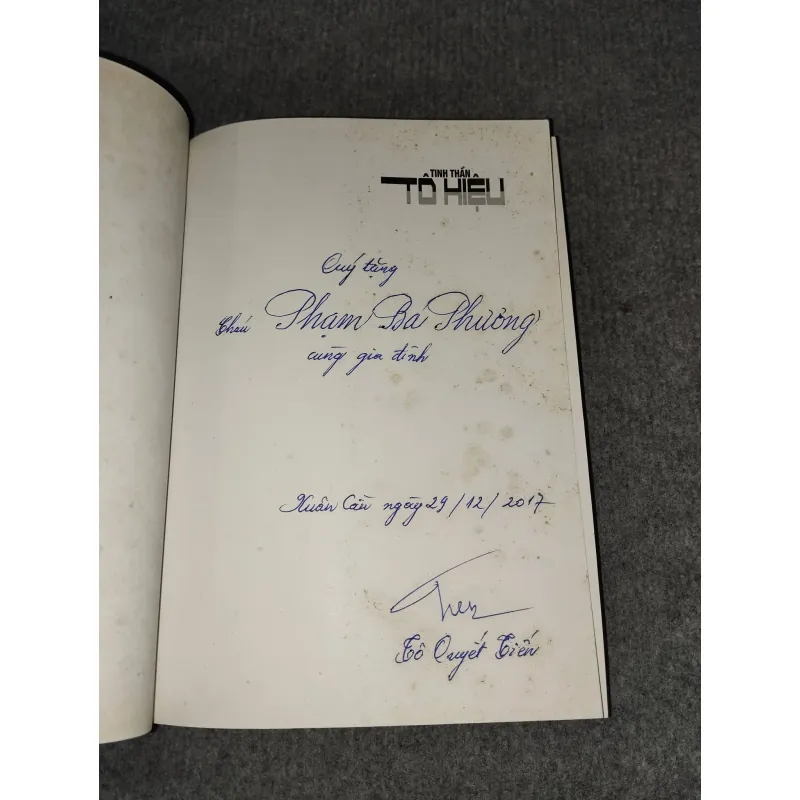 TINH THẦN
TÔ HIỆU
Quý tặng
Cháu Phạm Bá Phương
cùng gia đình
Xuân Cầu ngày 29/12/2017
Tô Quyết Tiến